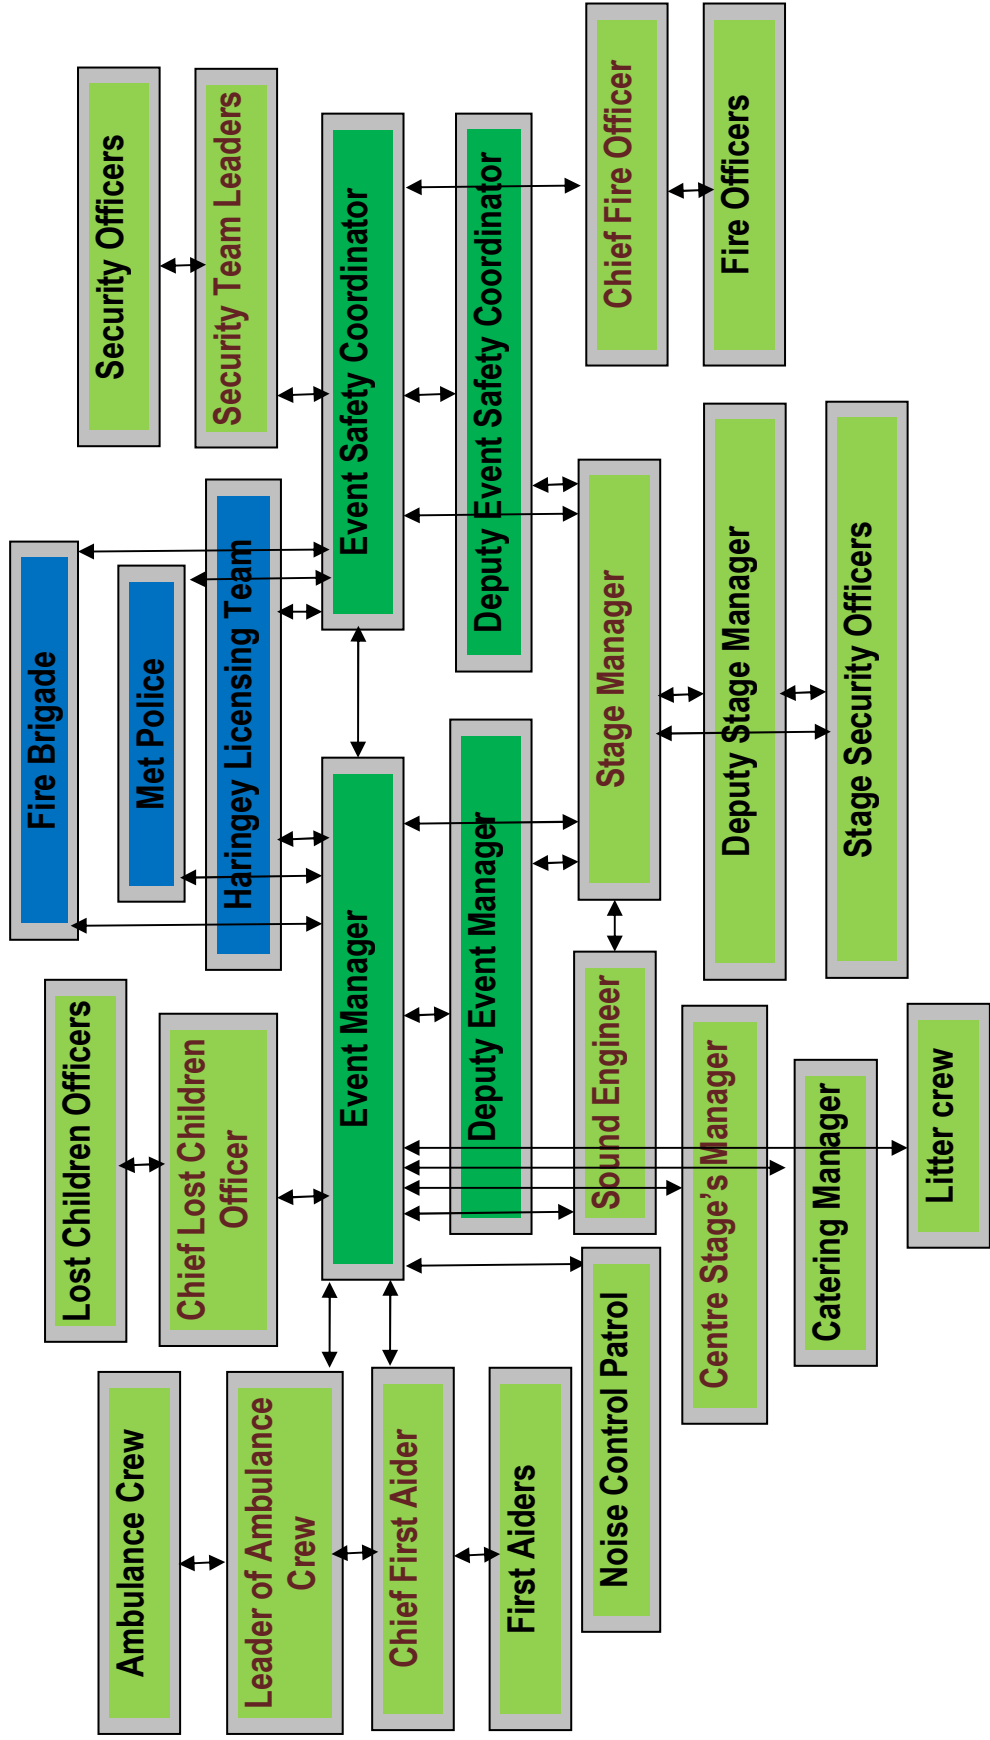 Fire Brigade
Met Police
Haringey Licensing Team
Security Officers
Security Team Leaders
Lost Children Officers
Chief Lost Children
Officer
Ambulance Crew
Leader of Ambulance
Crew
Chief First Aider
First Aiders
Event Manager
Event Safety Coordinator
Deputy Event Manager
Deputy Event Safety Coordinator
Noise Control Patrol
Sound Engineer
Stage Manager
Chief Fire Officer
Centre Stage’s Manager
Deputy Stage Manager
Fire Officers
Catering Manager
Stage Security Officers
Litter crew